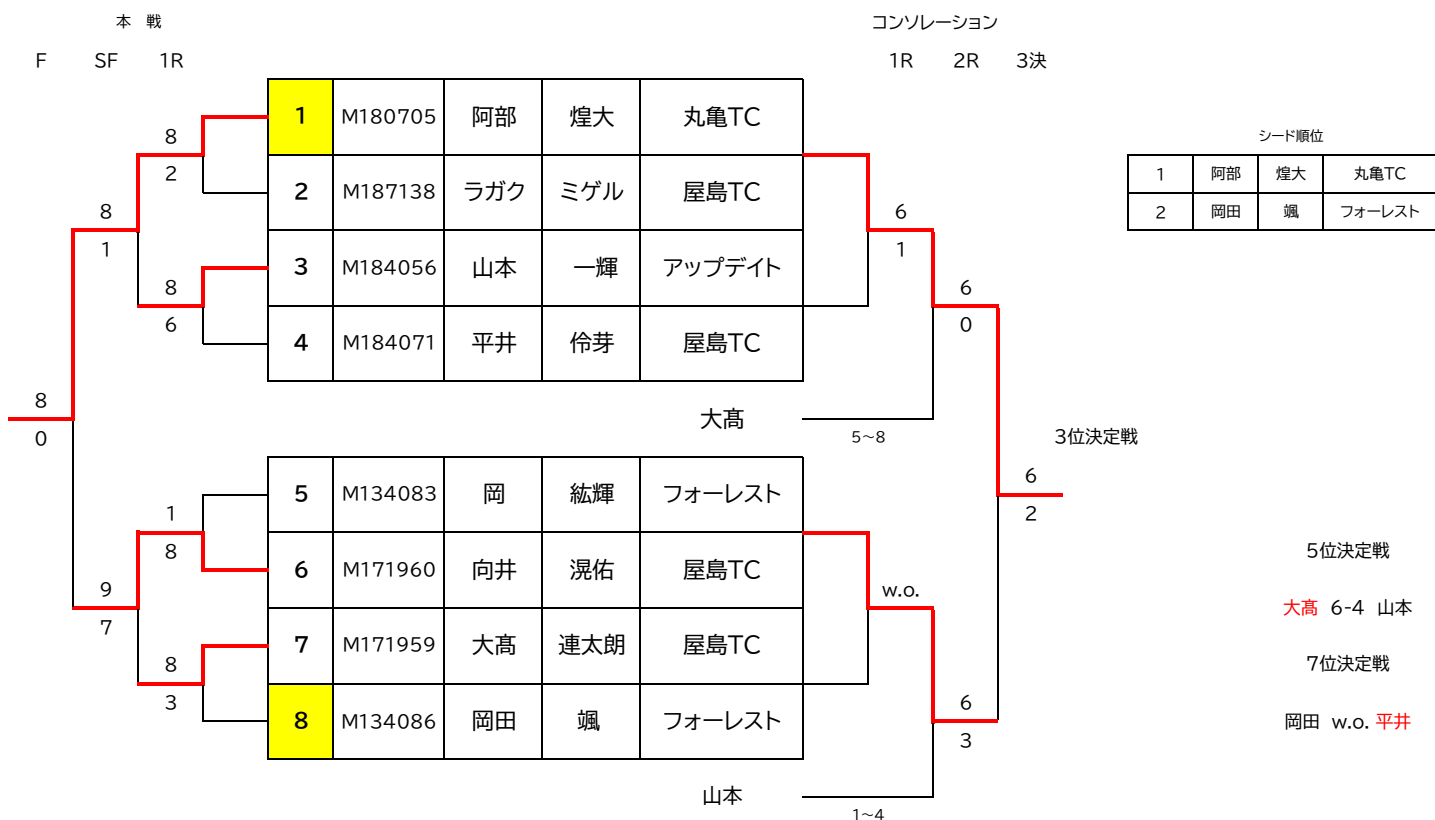 本 戦
コンソレーション
F SF 1R
1R 2R 3決
1 M180705 阿部 煌大 丸亀TC
8
2
2 M187138 ラガク ミゲル 屋島TC
8
1
6
1
3 M184056 山本 一輝 アップデイト
8
6
6
0
4 M184071 平井 伶芽 屋島TC
8
0
大髙
5~8
3位決定戦
6
2
5 M134083 岡 紘輝 フォーレスト
1
8
6 M171960 向井 滉佑 屋島TC
9
7
w.o.
7 M171959 大髙 連太朗 屋島TC
8
3
6
3
8 M134086 岡田 颯 フォーレスト
山本
1~4
シード順位
1 阿部 煌大 丸亀TC
2 岡田 颯 フォーレスト
5位決定戦
大髙 6-4 山本
7位決定戦
岡田 w.o. 平井